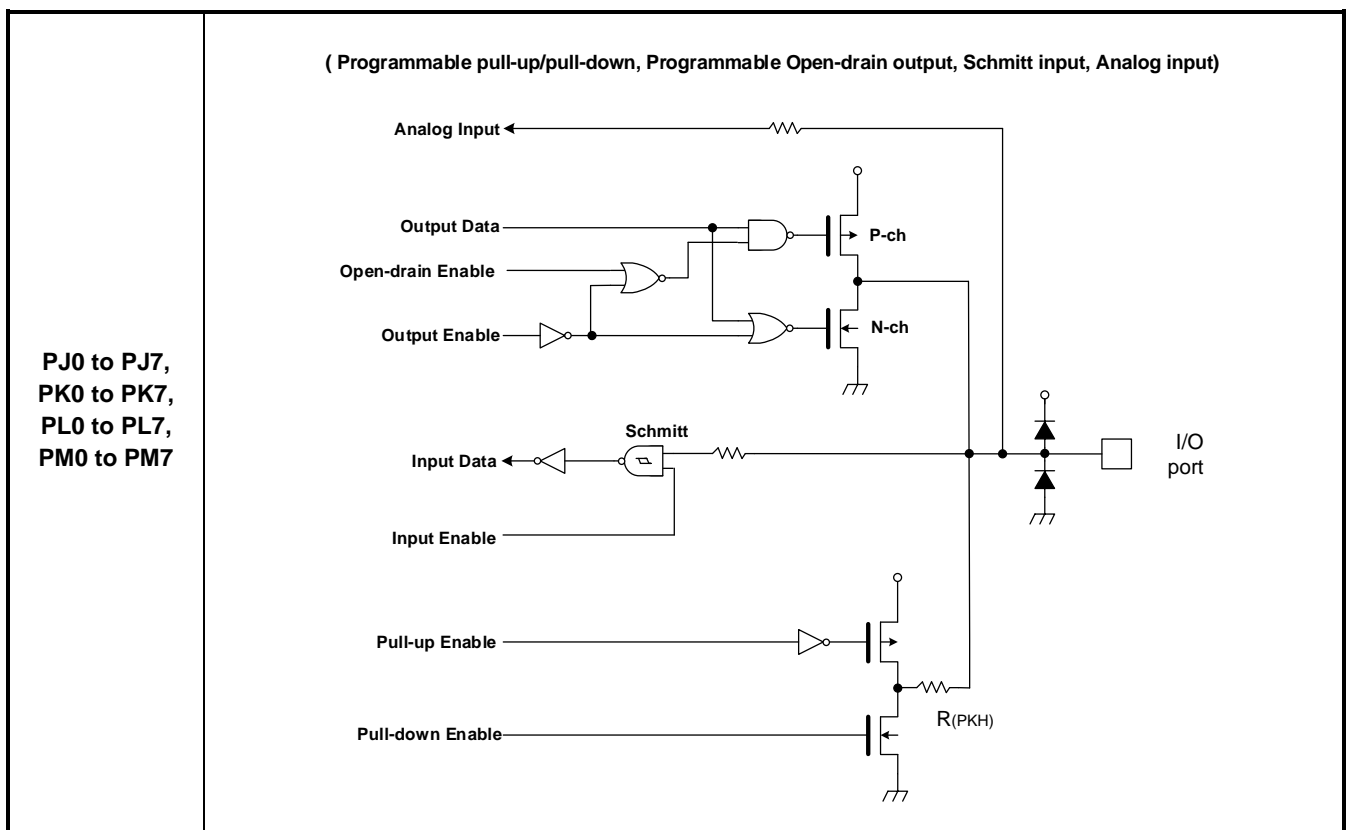 ( Programmable pull-up/pull-down, Programmable Open-drain output, Schmitt input, Analog input)
PJ0 to PJ7,
PK0 to PK7,
PL0 to PL7,
PM0 to PM7
Analog Input
Output Data
P-ch
Open-drain Enable
Output Enable
N-ch
Schmitt
Input Data
I/O
port
Input Enable
Pull-up Enable
R(PKH)
Pull-down Enable